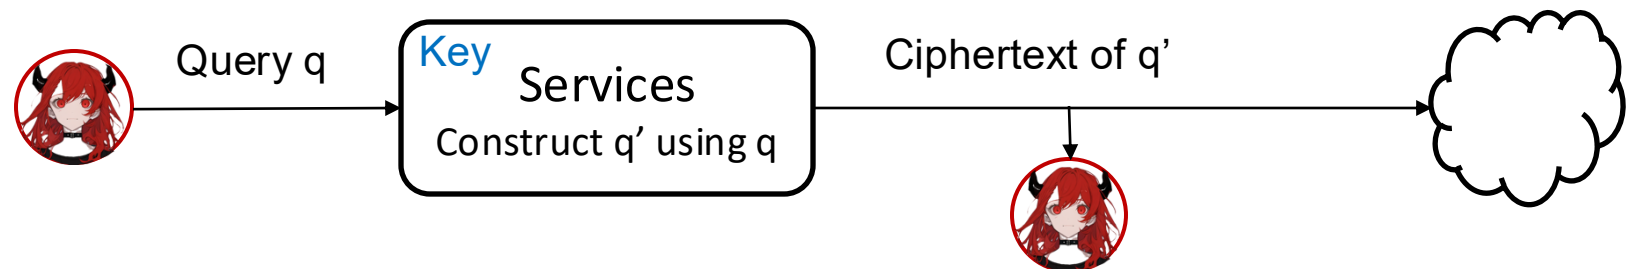 Query q
Key
Services
Construct q’ using q
Ciphertext of q’